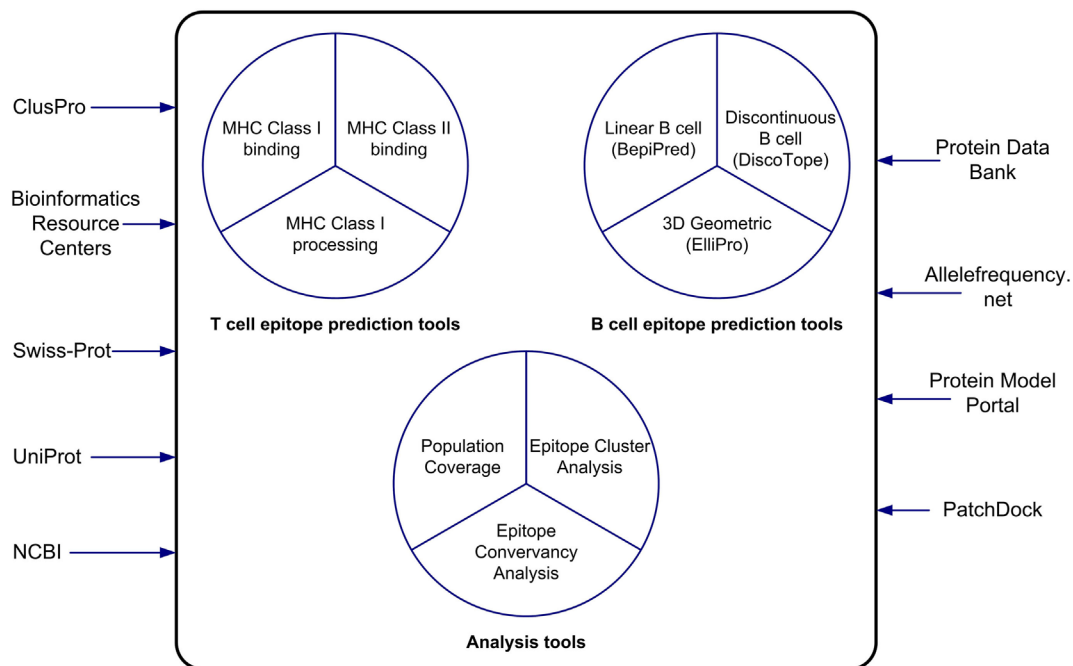 ClusPro
Bioinformatics
Resource
Centers
Swiss-Prot
UniProt
NCBI
MHC Class I
binding
MHC Class II
binding
MHC Class I
processing
T cell epitope prediction tools
Linear B cell
(BepiPred)
Discontinuous
B cell
(DiscoTope)
3D Geometric
(ElliPro)
B cell epitope prediction tools
Population
Coverage
Epitope Cluster
Analysis
Epitope
Convervancy
Analysis
Analysis tools
Protein Data
Bank
Allelefrequency.
net
Protein Model
Portal
PatchDock